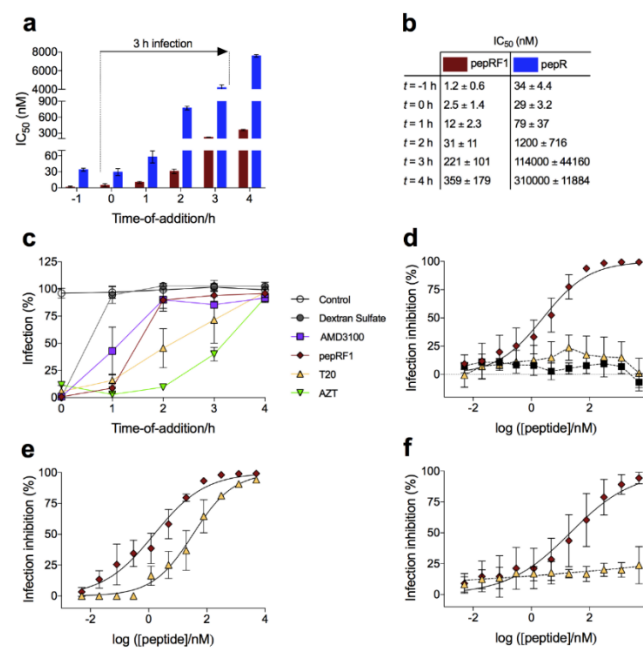 a
3 h infection
IC50 (nM)
8000
6000
4000
2000
900
600
300
60
30
0
-1 0 1 2 3 4
Time-of-addition/h
b
IC50 (nM)
pepRF1 pepR
t = -1 h 1.2 ± 0.6 34 ± 4.4
t = 0 h 2.5 ± 1.4 29 ± 3.2
t = 1 h 12 ± 2.3 79 ± 37
t = 2 h 31 ± 11 1200 ± 716
t = 3 h 221 ± 101 114000 ± 44160
t = 4 h 359 ± 179 310000 ± 11884
c
Infection (%)
125
100
75
50
25
0
0 1 2 3 4
Time-of-addition/h
Control
Dextran Sulfate
AMD3100
pepRF1
T20
AZT
d
Infection inhibition (%)
100
75
50
25
0
-2 0 2 4
log ([peptide]/nM)
e
Infection inhibition (%)
100
75
50
25
0
-2 0 2 4
log ([peptide]/nM)
f
Infection inhibition (%)
100
75
50
25
0
-2 0 2 4
log ([peptide]/nM)